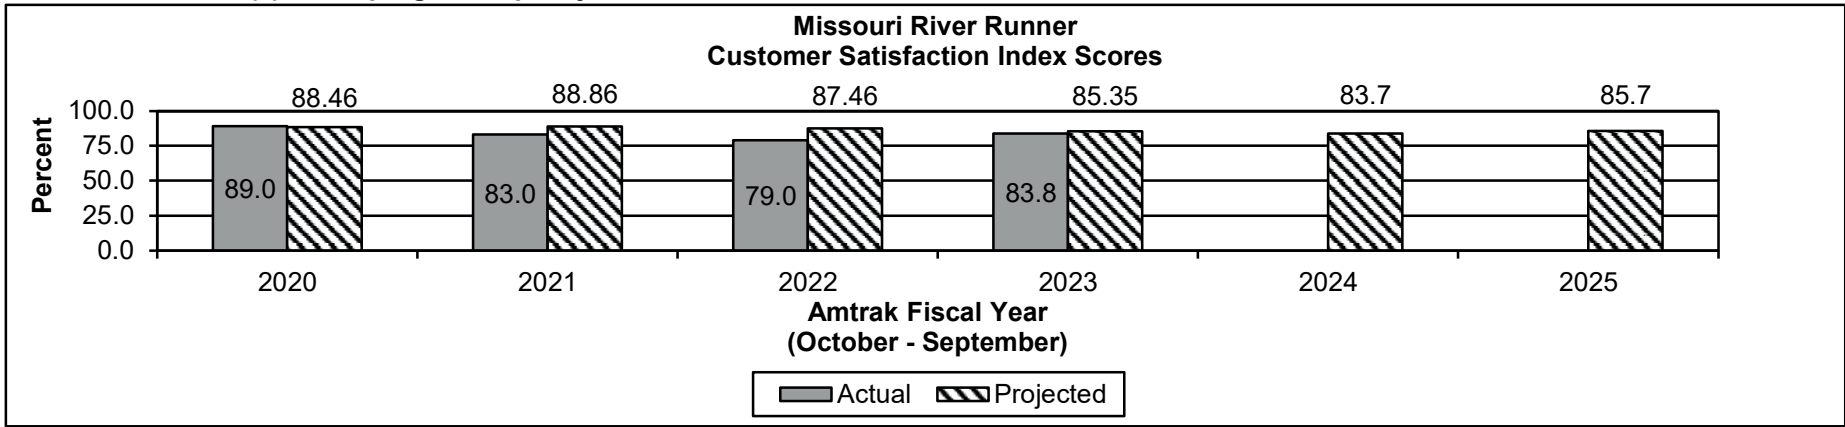 Missouri River Runner
Customer Satisfaction Index Scores
88.46 88.86 87.46 85.35 83.7 85.7
100.0
75.0
50.0
25.0
0.0
Percent
89.0 83.0 79.0 83.8
2020 2021 2022 2023 2024 2025
Amtrak Fiscal Year
(October - September)
Actual Projected